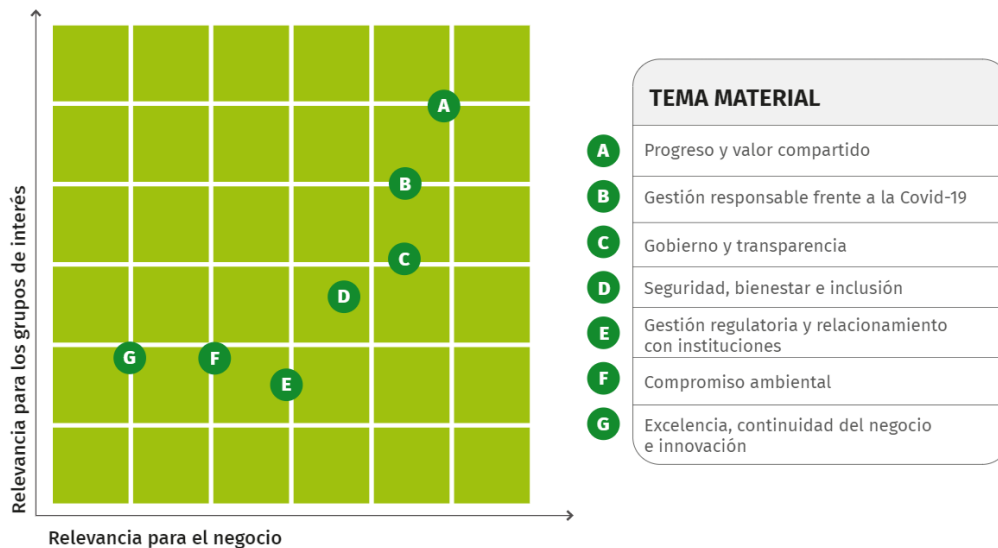 Relevancia para los grupos de interés
A
B
C
D
G
F
E
Relevancia para el negocio
TEMA MATERIAL
A Progreso y valor compartido
B Gestión responsable frente a la Covid-19
C Gobierno y transparencia
D Seguridad, bienestar e inclusión
E Gestión regulatoria y relacionamiento
con instituciones
F Compromiso ambiental
G Excelencia, continuidad del negocio
e innovación